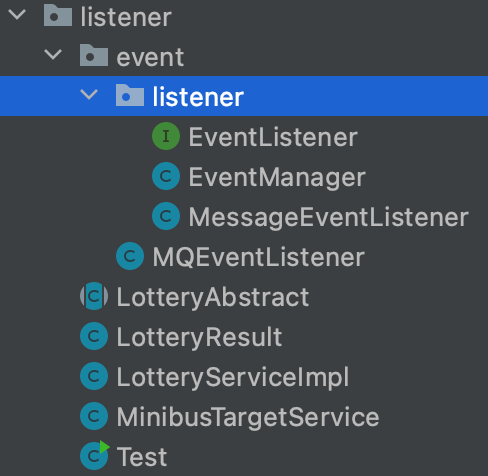 listener
event
listener
I EventListener
C EventManager
C MessageEventListener
C MQEventListener
C LotteryAbstract
C LotteryResult
C LotteryServiceImpl
C MinibusTargetService
C Test